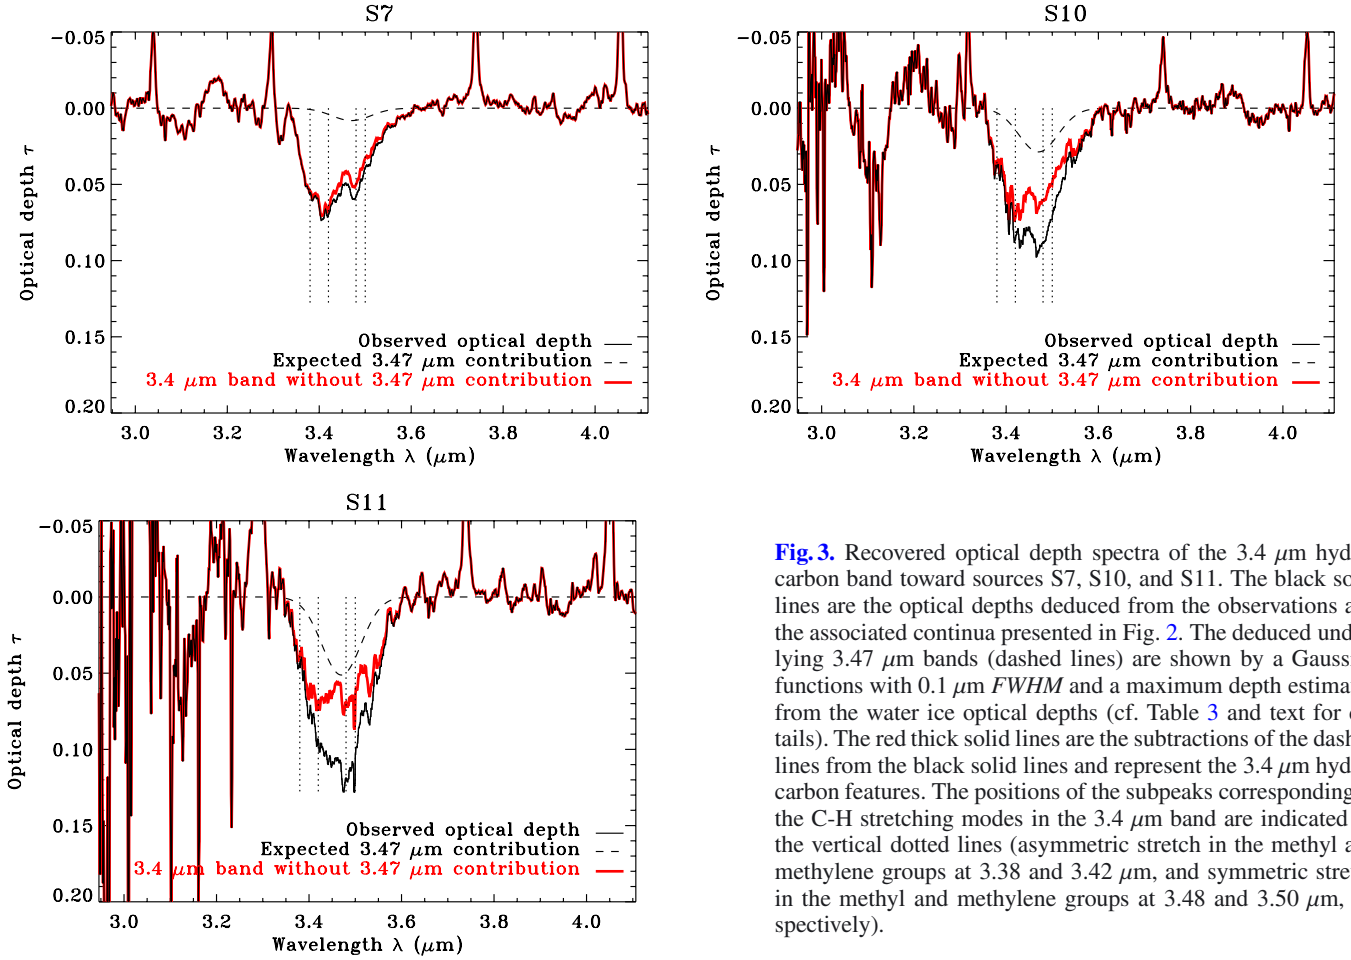 S7
−0.05
0.00
0.05
0.10
0.15
0.20
Optical depth τ
Observed optical depth
Expected 3.47 μm contribution
3.4 μm band without 3.47 μm contribution
3.0 3.2 3.4 3.6 3.8 4.0
Wavelength λ (μm)
S10
−0.05
0.00
0.05
0.10
0.15
0.20
Optical depth τ
Observed optical depth
Expected 3.47 μm contribution
3.4 μm band without 3.47 μm contribution
3.0 3.2 3.4 3.6 3.8 4.0
Wavelength λ (μm)
S11
−0.05
0.00
0.05
0.10
0.15
0.20
Optical depth τ
Observed optical depth
Expected 3.47 μm contribution
3.4 μm band without 3.47 μm contribution
3.0 3.2 3.4 3.6 3.8 4.0
Wavelength λ (μm)
Fig. 3. Recovered optical depth spectra of the 3.4 μm hyd
carbon band toward sources S7, S10, and S11. The black so
lines are the optical depths deduced from the observations a
the associated continua presented in Fig. 2. The deduced und
lying 3.47 μm bands (dashed lines) are shown by a Gauss
functions with 0.1 μm FWHM and a maximum depth estimat
from the water ice optical depths (cf. Table 3 and text for
tails). The red thick solid lines are the subtractions of the dash
lines from the black solid lines and represent the 3.4 μm hyd
carbon features. The positions of the subpeaks corresponding
the C-H stretching modes in the 3.4 μm band are indicated
the vertical dotted lines (asymmetric stretch in the methyl a
methylene groups at 3.38 and 3.42 μm, and symmetric stre
in the methyl and methylene groups at 3.48 and 3.50 μm,
spectively).